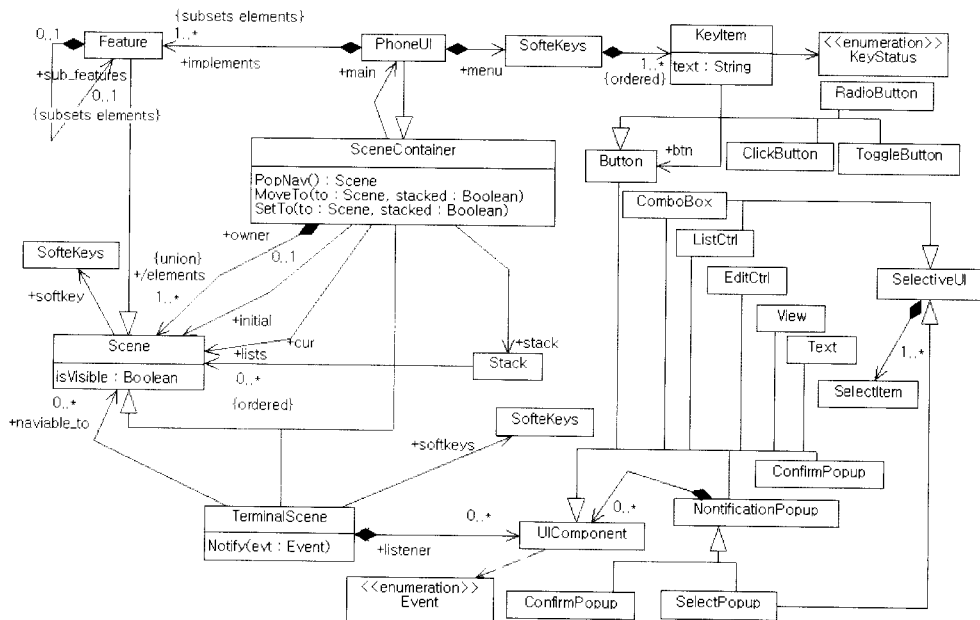 {subsets elements}
0..1
Feature
1..*
PhoneUI
SofteKeys
KeyItem
<<enumeration>>
KeyStatus
+implements
+main
1
+menu
1..*
text : String
{ordered}
+sub_features
0..1
{subsets elements}
RadioButton
SceneContainer
Button
+btn
ClickButton
ToggleButton
PopNav() : Scene
MoveTo(to : Scene, stacked : Boolean)
SetTo(to : Scene, stacked : Boolean)
ComboBox
+owner
ListCtrl
SofteKeys
{union}
0..1
+/elements
EditCtrl
SelectiveUI
+softkey
1..*
View
+initial
Text
Scene
+cur
+stack
1..*
+lists
Stack
isVisible : Boolean
0..*
SelectItem
0..*
{ordered}
+naviable_to
SofteKeys
+softkeys
ConfirmPopup
TerminalScene
0..*
0..*
NontificationPopup
UIComponent
Notify(evt : Event)
+listener
<<enumeration>>
Event
ConfirmPopup
SelectPopup